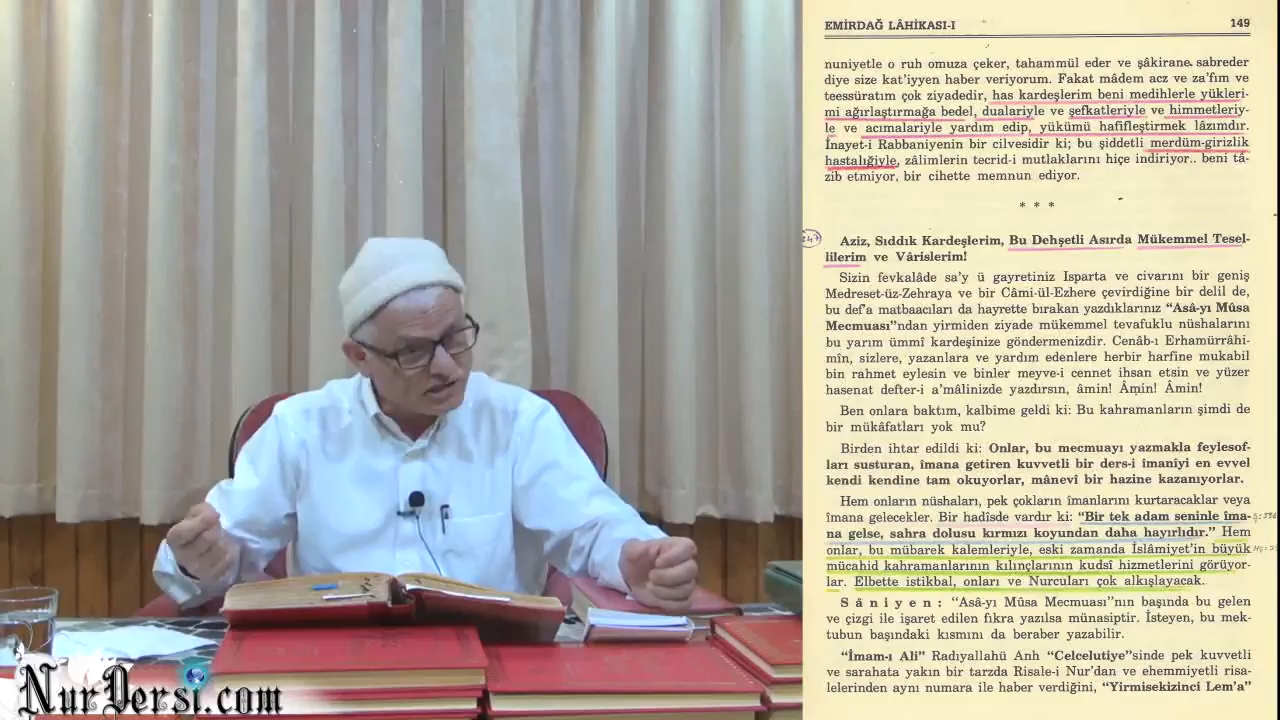 EMİRDAĞ LÂHİKASI-I 149
nuniyetle o ruh omuza çeker, tahammül eder ve şâkirane sabreder
diye size kat'iyyen haber veriyorum. Fakat mâdem acz ve za'fım ve
teessüratım çok ziyadedir, has kardeşlerim beni medihlerle yükleri-
mi ağırlaştırmağa bedel, dualariyle ve şefkatleriyle ve himmetleriy-
le ve acımalariyle yardım edip, yükümü hafifleştirmek lâzımdır.
İnayet-i Rabbaniyenin bir cilvesidir ki; bu şiddetli merdüm-girizlik
hastalığiyle, zâlimlerin tecrid-i mutlaklarını hiçe indiriyor.. beni tâ-
zib etmiyor, bir cihette memnun ediyor.
* * *
Aziz, Sıddık Kardeşlerim, Bu Dehşetli Asırda Mükemmel Tesel-
lilerim ve Vârislerim!
Sizin fevkalâde sa'y ü gayretiniz Isparta ve civarını bir geniş
Medreset-üz-Zehraya ve bir Câmi-ül-Ezhere çevirdiğine bir delil de,
bu def'a matbaacıları da hayrette bırakan yazdıklarınız "Asâ-yı Mûsa
Mecmuası"ndan yirmiden ziyade mükemmel tevafuklu nüshalarını
bu yarım ümmî kardeşinize göndermenizdir. Cenâb-ı Erhamürrâhi-
mîn, sizlere, yazanlara ve yardım edenlere herbir harfine mukabil
bin rahmet eylesin ve binler meyve-i cennet ihsan etsin ve yüzer
hasenat defter-i a'mâlinizde yazdırsın, âmin! Âmin! Âmin!
Ben onlara baktım, kalbime geldi ki: Bu kahramanların şimdi de
bir mükâfatları yok mu?
Birden ihtar edildi ki: Onlar, bu mecmuayı yazmakla feylesof-
ları susturan, îmana getiren kuvvetli bir ders-i îmanîyi en evvel
kendi kendine tam okuyorlar, mânevî bir hazine kazanıyorlar.
Hem onların nüshaları, pek çokların îmanlarını kurtaracaklar veya
îmana gelecekler. Bir hadîsde vardır ki: "Bir tek adam seninle îma-
na gelse, sahra dolusu kırmızı koyundan daha hayırlıdır." Hem
onlar, bu mübarek kalemleriyle, eski zamanda İslâmiyet'in büyük
mücahid kahramanlarının kılınçlarının kudsî hizmetlerini görüyor-
lar. Elbette istikbal, onları ve Nurcuları çok alkışlayacak.
Sâniyen: "Asâ-yı Mûsa Mecmuası"nın başında bu gelen
ve çizgi ile işaret edilen fıkra yazılsa münasiptir. İsteyen, bu mek-
tubun başındaki kısmını da beraber yazabilir.
"İmam-ı Ali" Radıyallahü Anh "Celcelutiye"sinde pek kuvvetli
ve sarahata yakın bir tarzda Risale-i Nur'dan ve ehemmiyetli risa-
lelerinden aynı numara ile haber verdiğini, "Yirmisekizinci Lem'a"
NurDersi.com